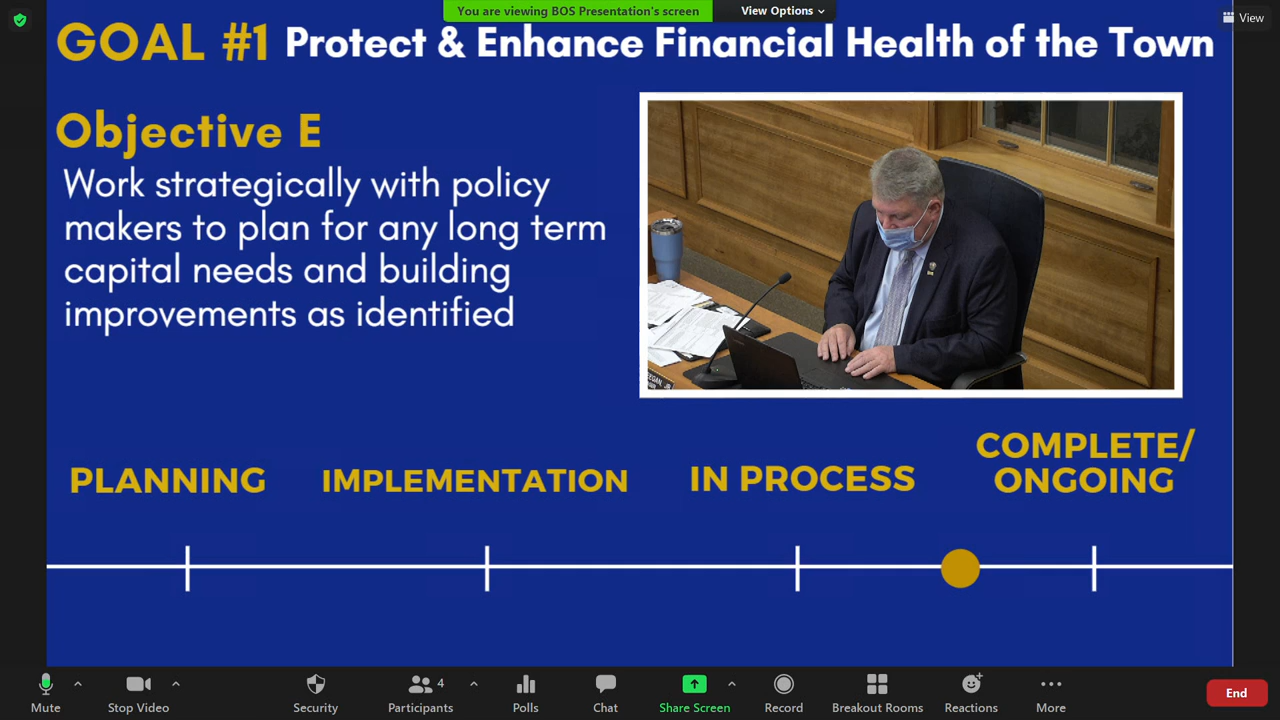 You are viewing BOS Presentation's screen
View Options
View
GOAL #1 Protect & Enhance Financial Health of the Town
Objective E
Work strategically with policy
makers to plan for any long term
capital needs and building
improvements as identified
EEGAN, JR
PLANNING
IMPLEMENTATION
IN PROCESS
COMPLETE/
ONGOING
Mute
Stop Video
Security
4
Participants
Polls
Chat
Share Screen
Record
Breakout Rooms
Reactions
More
End